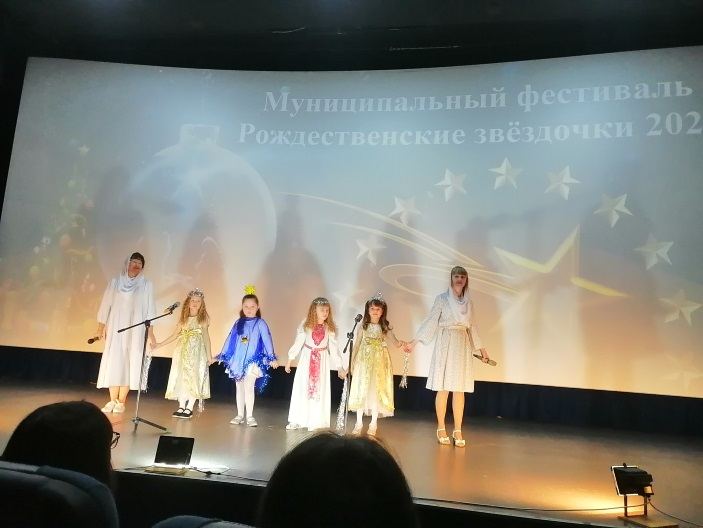 Муниципальный фестиваль
Рождественские звёздочки 202